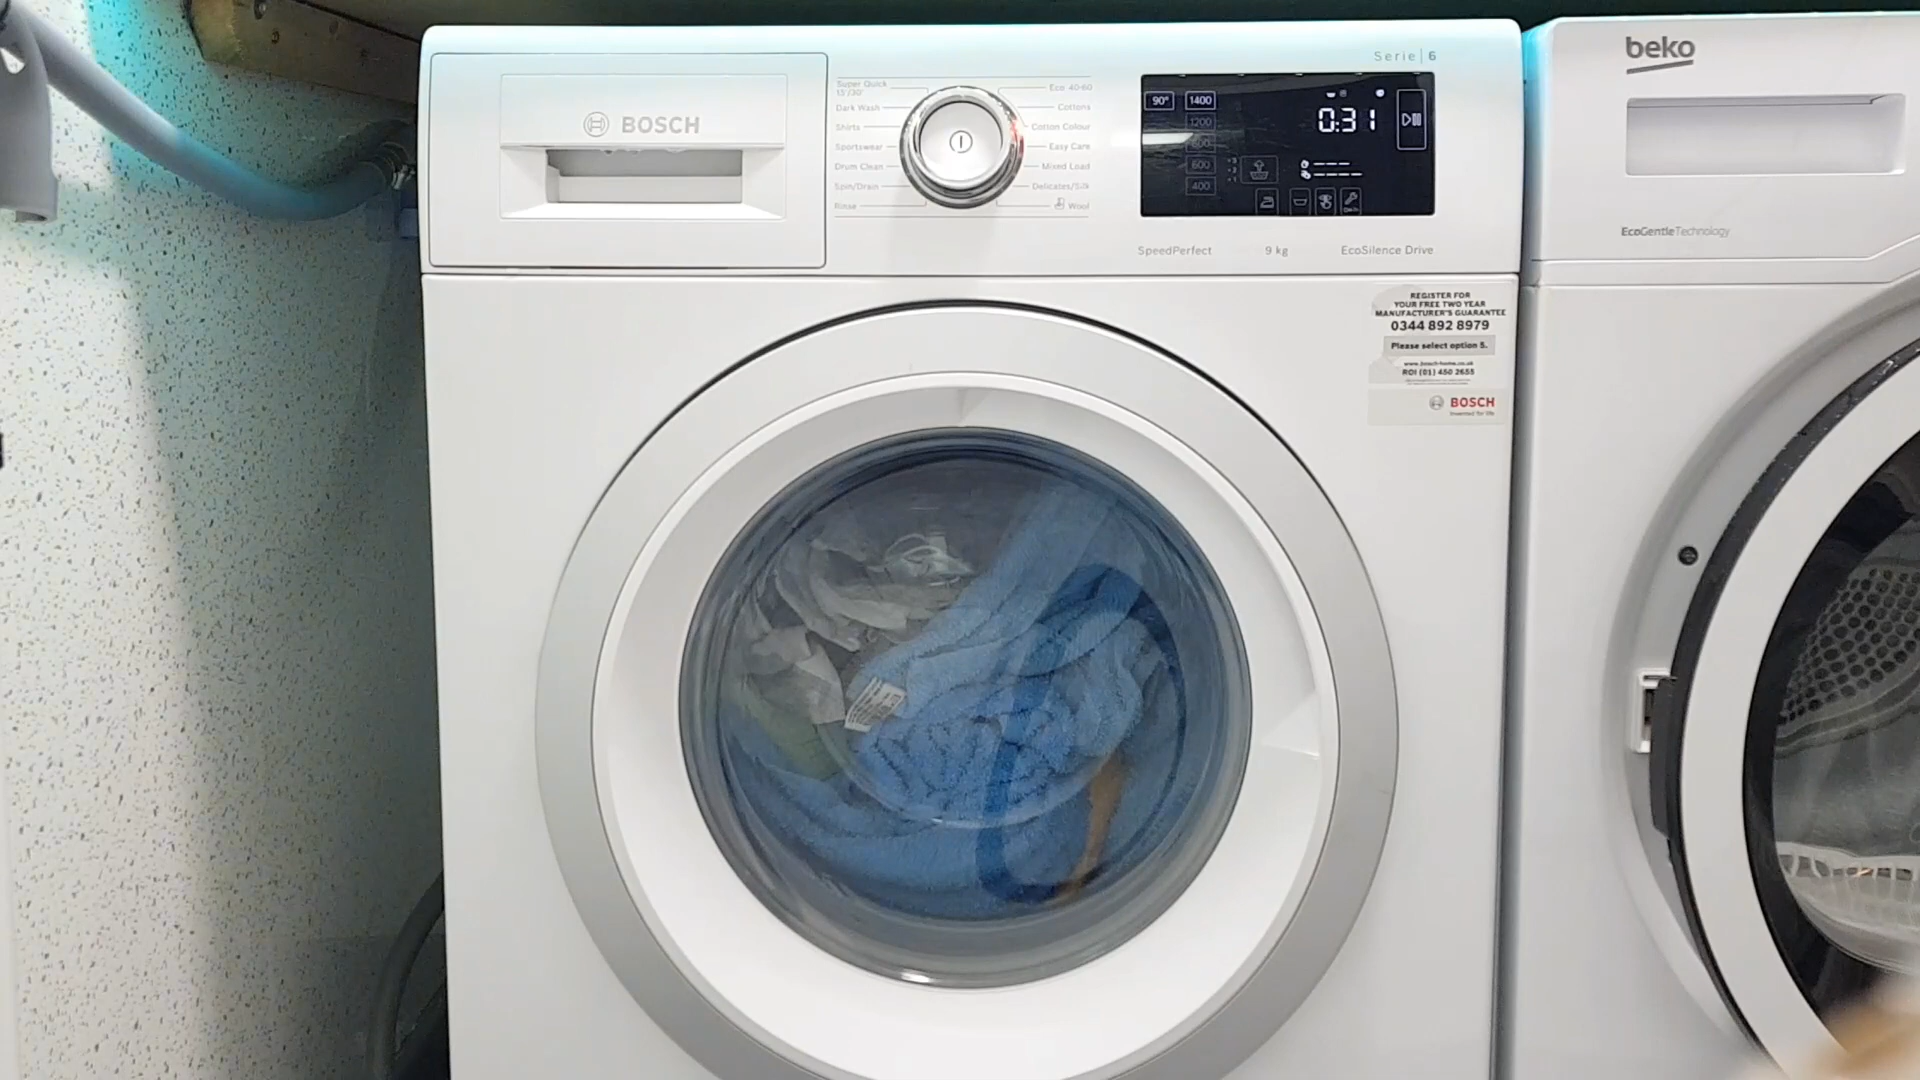 Serie | 6
beko
BOSCH
Super Quick
15'/30'
Dark Wash
Shirts
Sportswear
Drum Clean
Spin/Drain
Rinse
Eco 40-60
Cottons
Cotton Colour
Easy Care
Mixed Load
Delicates/Silk
Wool
90°
1400
1200
600
400
0:31
SpeedPerfect
9 kg
EcoSilence Drive
EcoGentleTechnology
REGISTER FOR
YOUR FREE TWO YEAR
MANUFACTURER'S GUARANTEE
0344 892 8979
Please select option 5.
www.bosch-home.co.uk
ROI (01) 450 2655
BOSCH
Invented for life